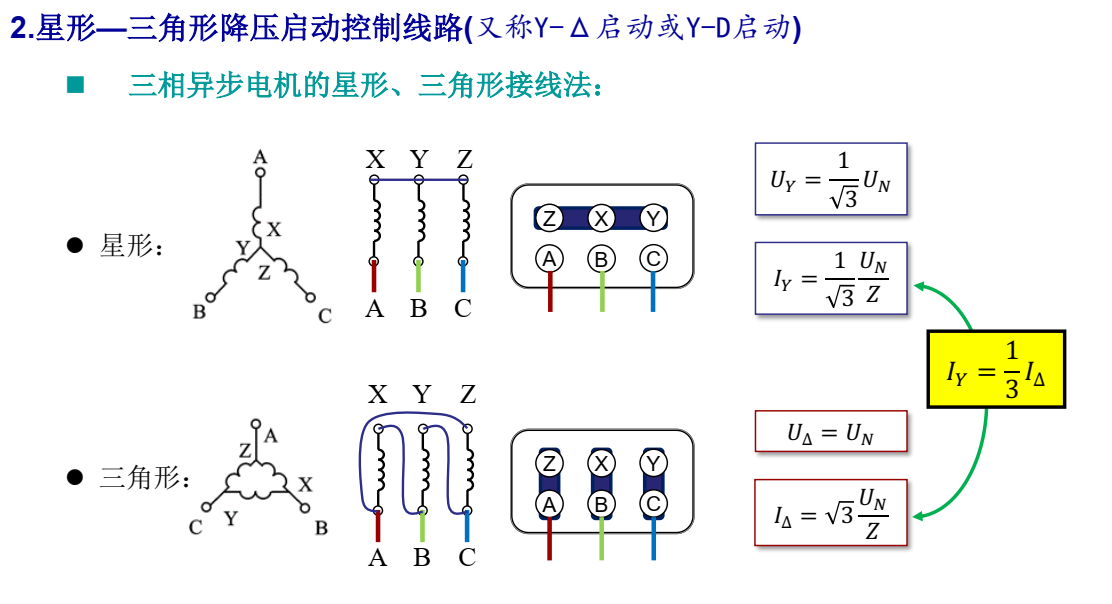 2.星形—三角形降压启动控制线路(又称Y-Δ启动或Y-D启动)
■ 三相异步电机的星形、三角形接线法：
● 星形：
A
X
Y
Z
B
C
X Y Z
A B C
Z X Y
A B C
U_Y = 1/√3 U_N
I_Y = 1/√3 U_N/Z
I_Y = 1/3 I_Δ
● 三角形：
A
Z
X
C
Y
B
X Y Z
A B C
Z X Y
A B C
U_Δ = U_N
I_Δ = √3 U_N/Z